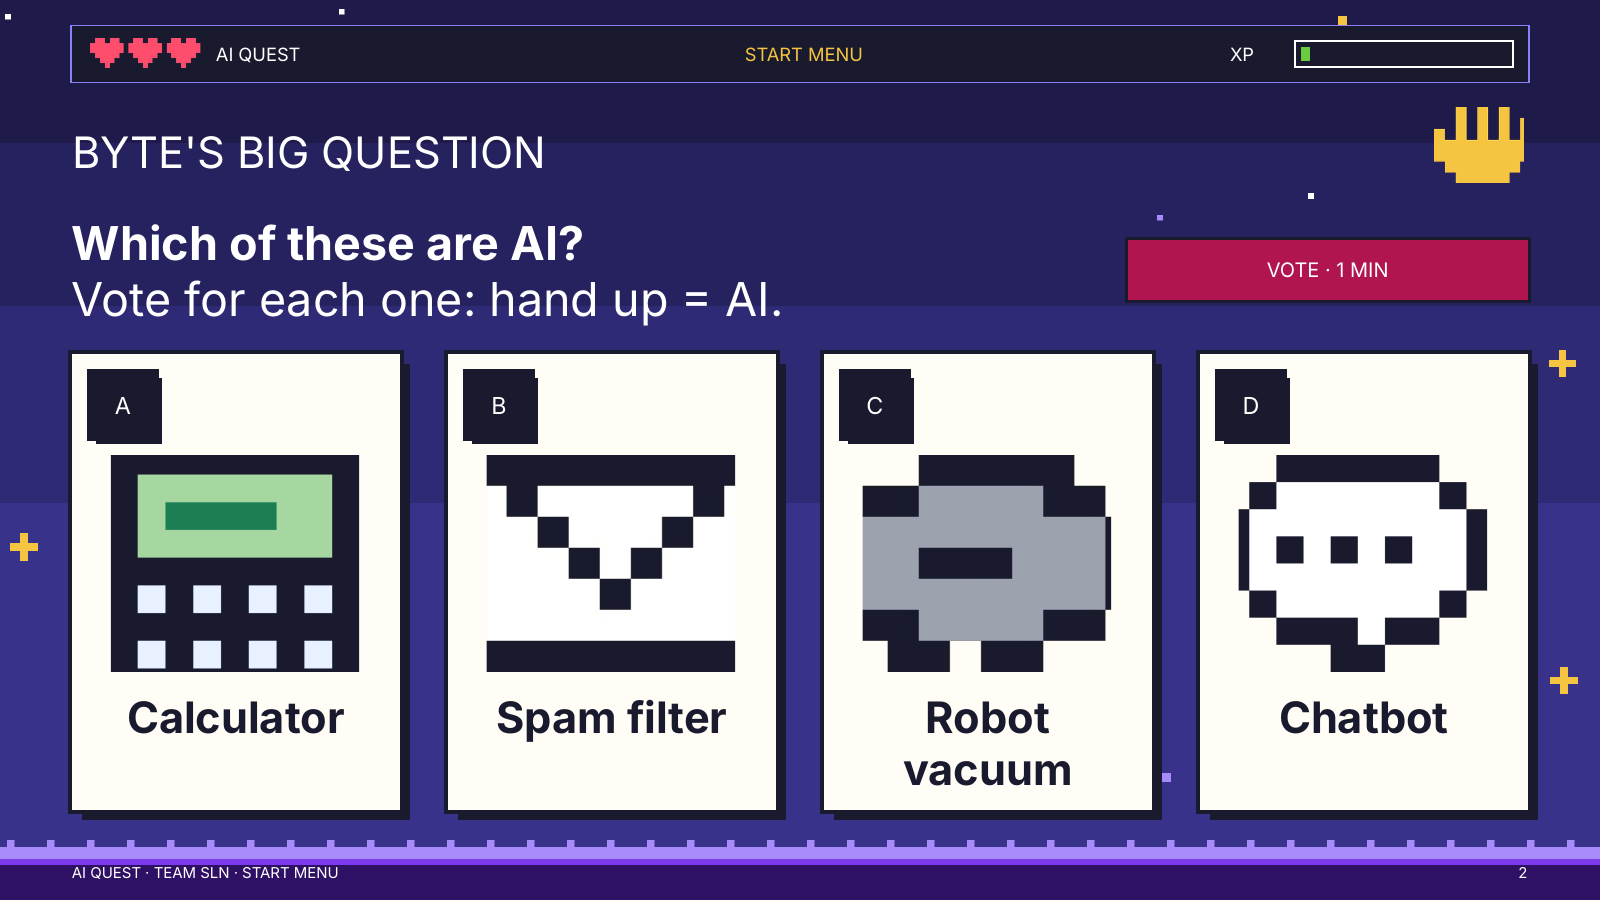 AI QUEST
START MENU
XP
BYTE'S BIG QUESTION
Which of these are AI?
Vote for each one: hand up = AI.
VOTE · 1 MIN
A
B
C
D
Calculator
Spam filter
Robot
vacuum
Chatbot
AI QUEST · TEAM SLN · START MENU
2